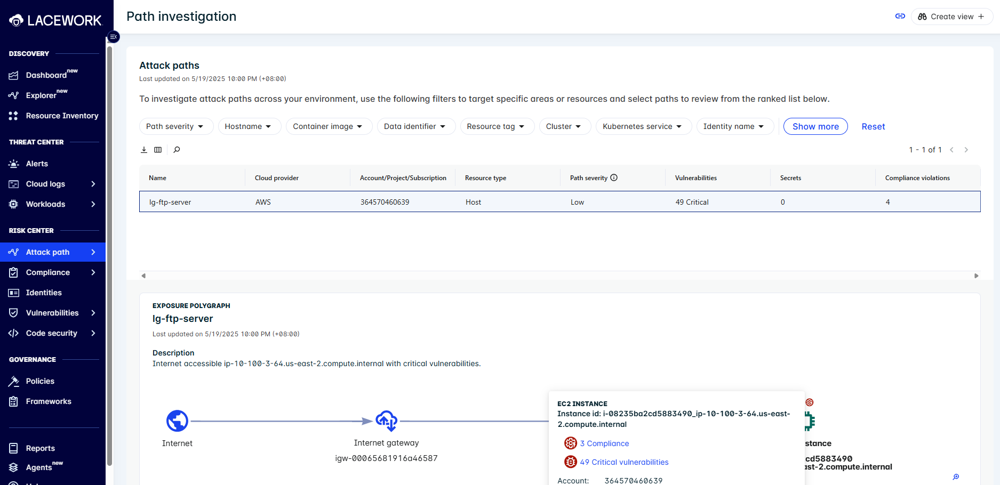 LACEWORK
Path investigation
Create view
DISCOVERY
Dashboard new
Explorer new
Resource Inventory
THREAT CENTER
Alerts
Cloud logs
Workloads
RISK CENTER
Attack path
Compliance
Identities
Vulnerabilities
Code security
GOVERNANCE
Policies
Frameworks
Reports
Agents new
Attack paths
Last updated on 5/19/2025 10:00 PM (+08:00)
To investigate attack paths across your environment, use the following filters to target specific areas or resources and select paths to review from the ranked list below.
Path severity Hostname Container image Data identifier Resource tag Cluster Kubernetes service Identity name Show more Reset
1 - 1 of 1
Name Cloud provider Account/Project/Subscription Resource type Path severity Vulnerabilities Secrets Compliance violations
lg-ftp-server AWS 364570460639 Host Low 49 Critical 0 4
EXPOSURE POLYGRAPH
lg-ftp-server
Last updated on 5/19/2025 10:00 PM (+08:00)
Description
Internet accessible ip-10-100-3-64.us-east-2.compute.internal with critical vulnerabilities.
Internet
Internet gateway
igw-00065681916a46587
EC2 INSTANCE
Instance id: i-08235ba2cd5883490_ip-10-100-3-64.us-east-
2.compute.internal
3 Compliance
49 Critical vulnerabilities
Account: 364570460639
stance
cd5883490
ast-2.compute.internal